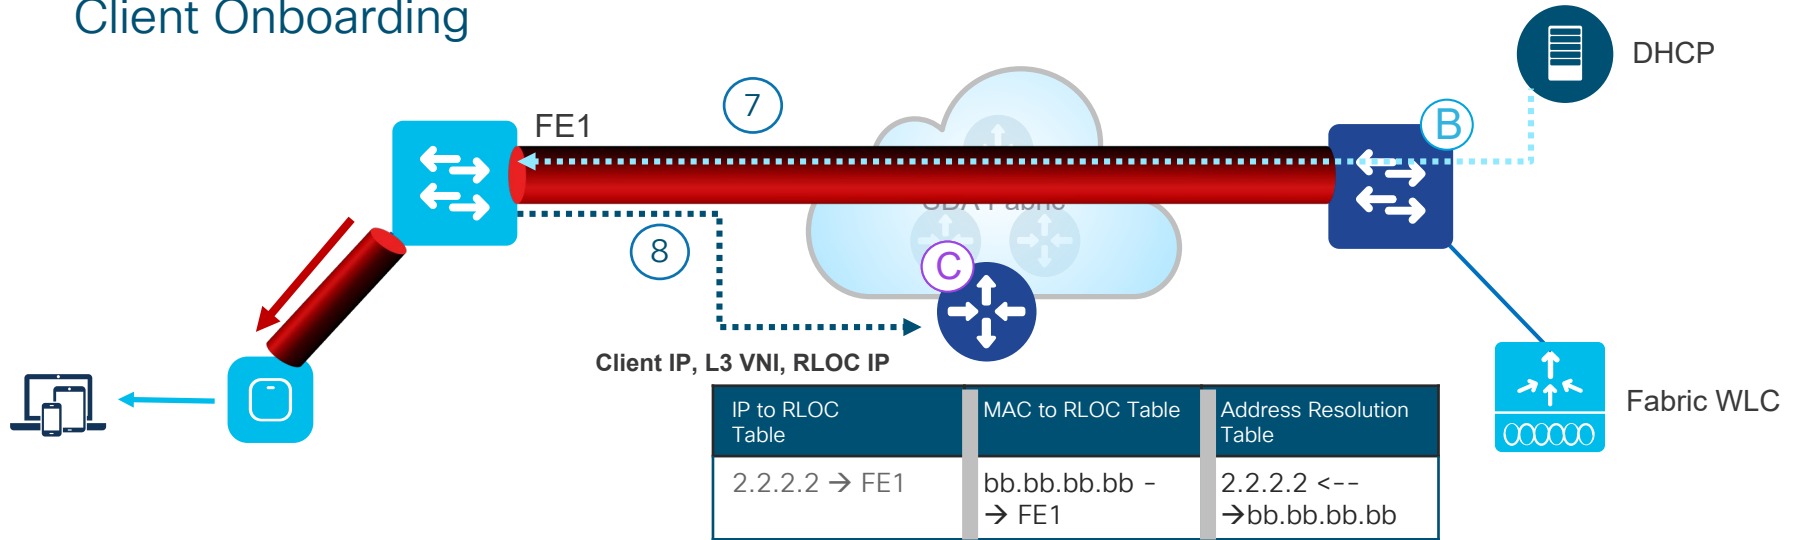 Client Onboarding
DHCP
7
B
FE1
SDA Fabric
8
C
Client IP, L3 VNI, RLOC IP
Fabric WLC
IP to RLOC
Table
MAC to RLOC Table
Address Resolution
Table
2.2.2.2 → FE1
bb.bb.bb.bb -
→ FE1
2.2.2.2 <--
→bb.bb.bb.bb